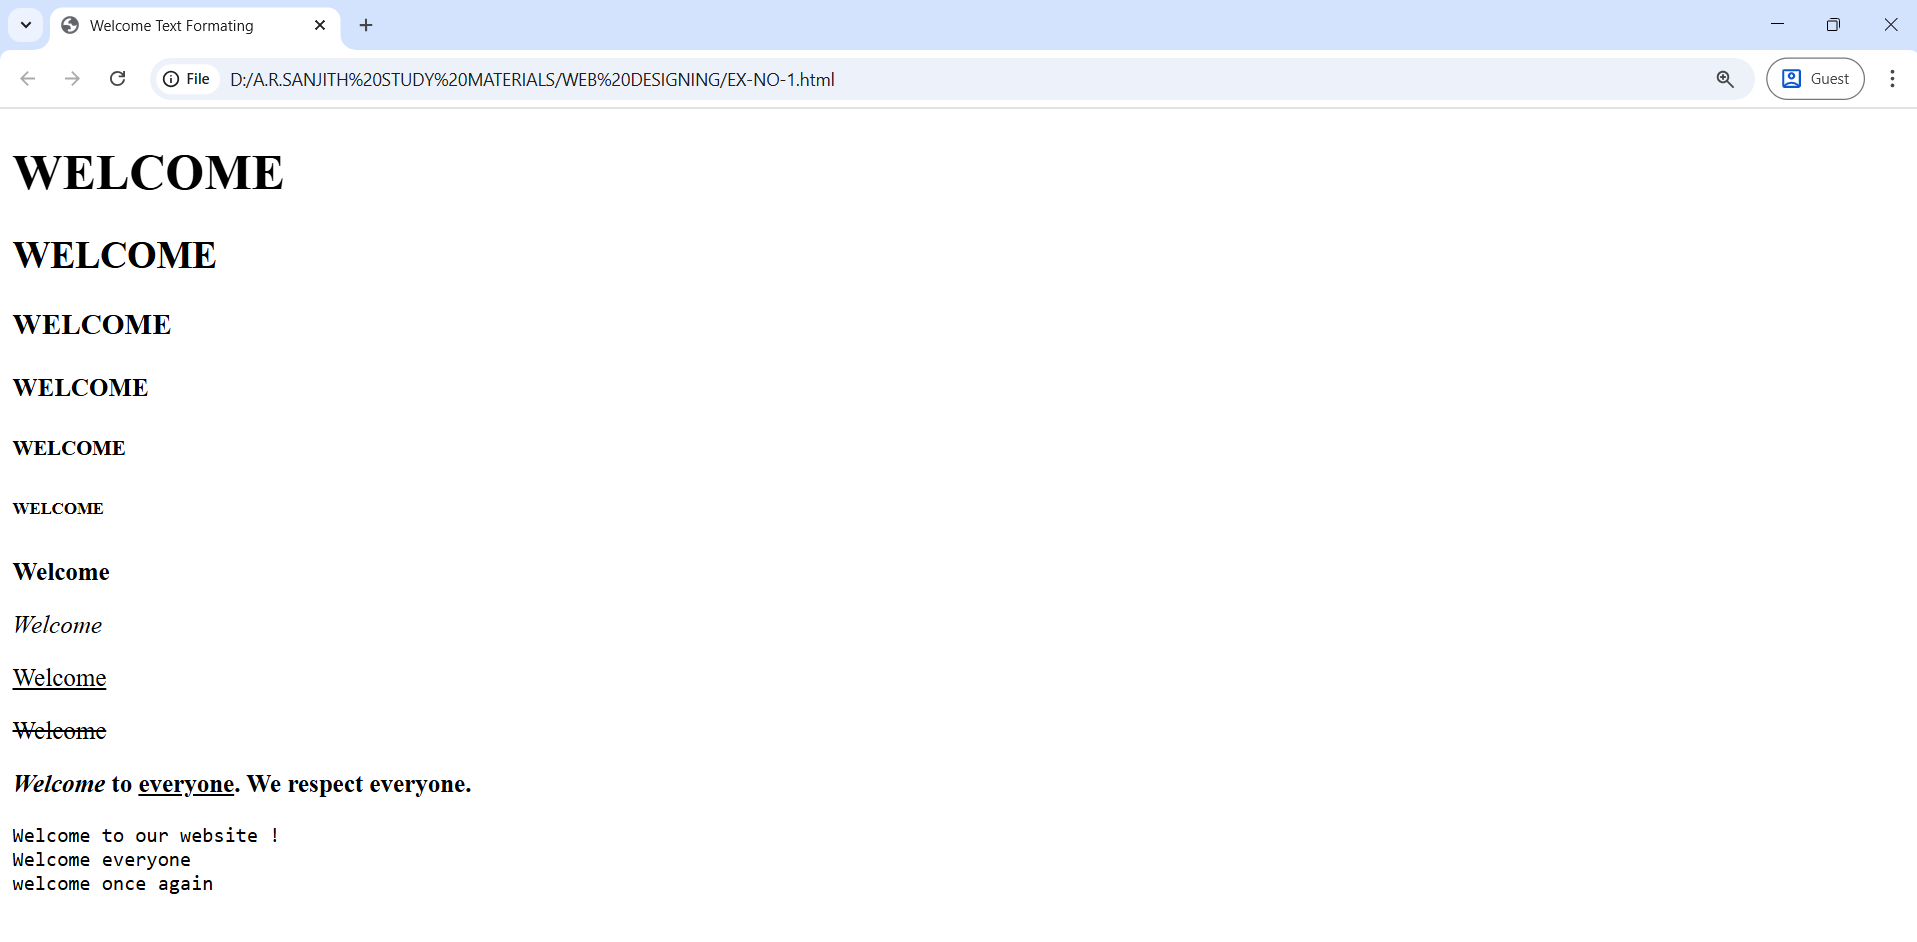 Welcome Text Formating
File D:/A.R.SANJITH%20STUDY%20MATERIALS/WEB%20DESIGNING/EX-NO-1.html Guest
WELCOME
WELCOME
WELCOME
WELCOME
WELCOME
WELCOME
Welcome
Welcome
Welcome
Welcome
Welcome to everyone. We respect everyone.
Welcome to our website !
Welcome everyone
welcome once again